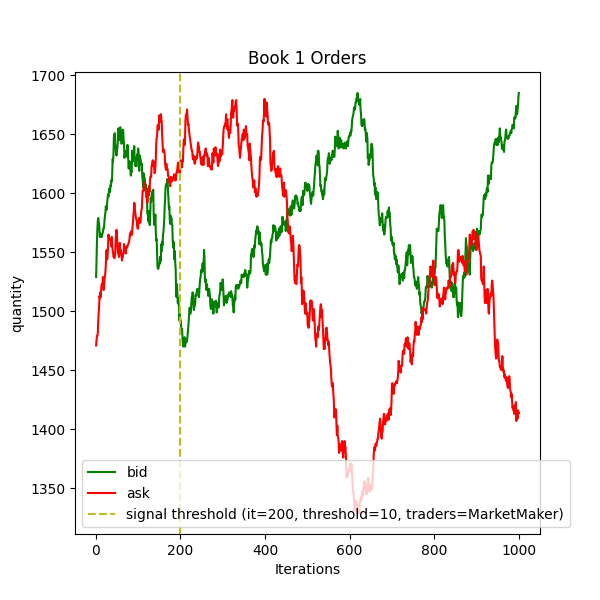 Book 1 Orders
quantity
1700
1650
1600
1550
1500
1450
1400
1350
bid
ask
signal threshold (it=200, threshold=10, traders=MarketMaker)
0 200 400 600 800 1000
Iterations